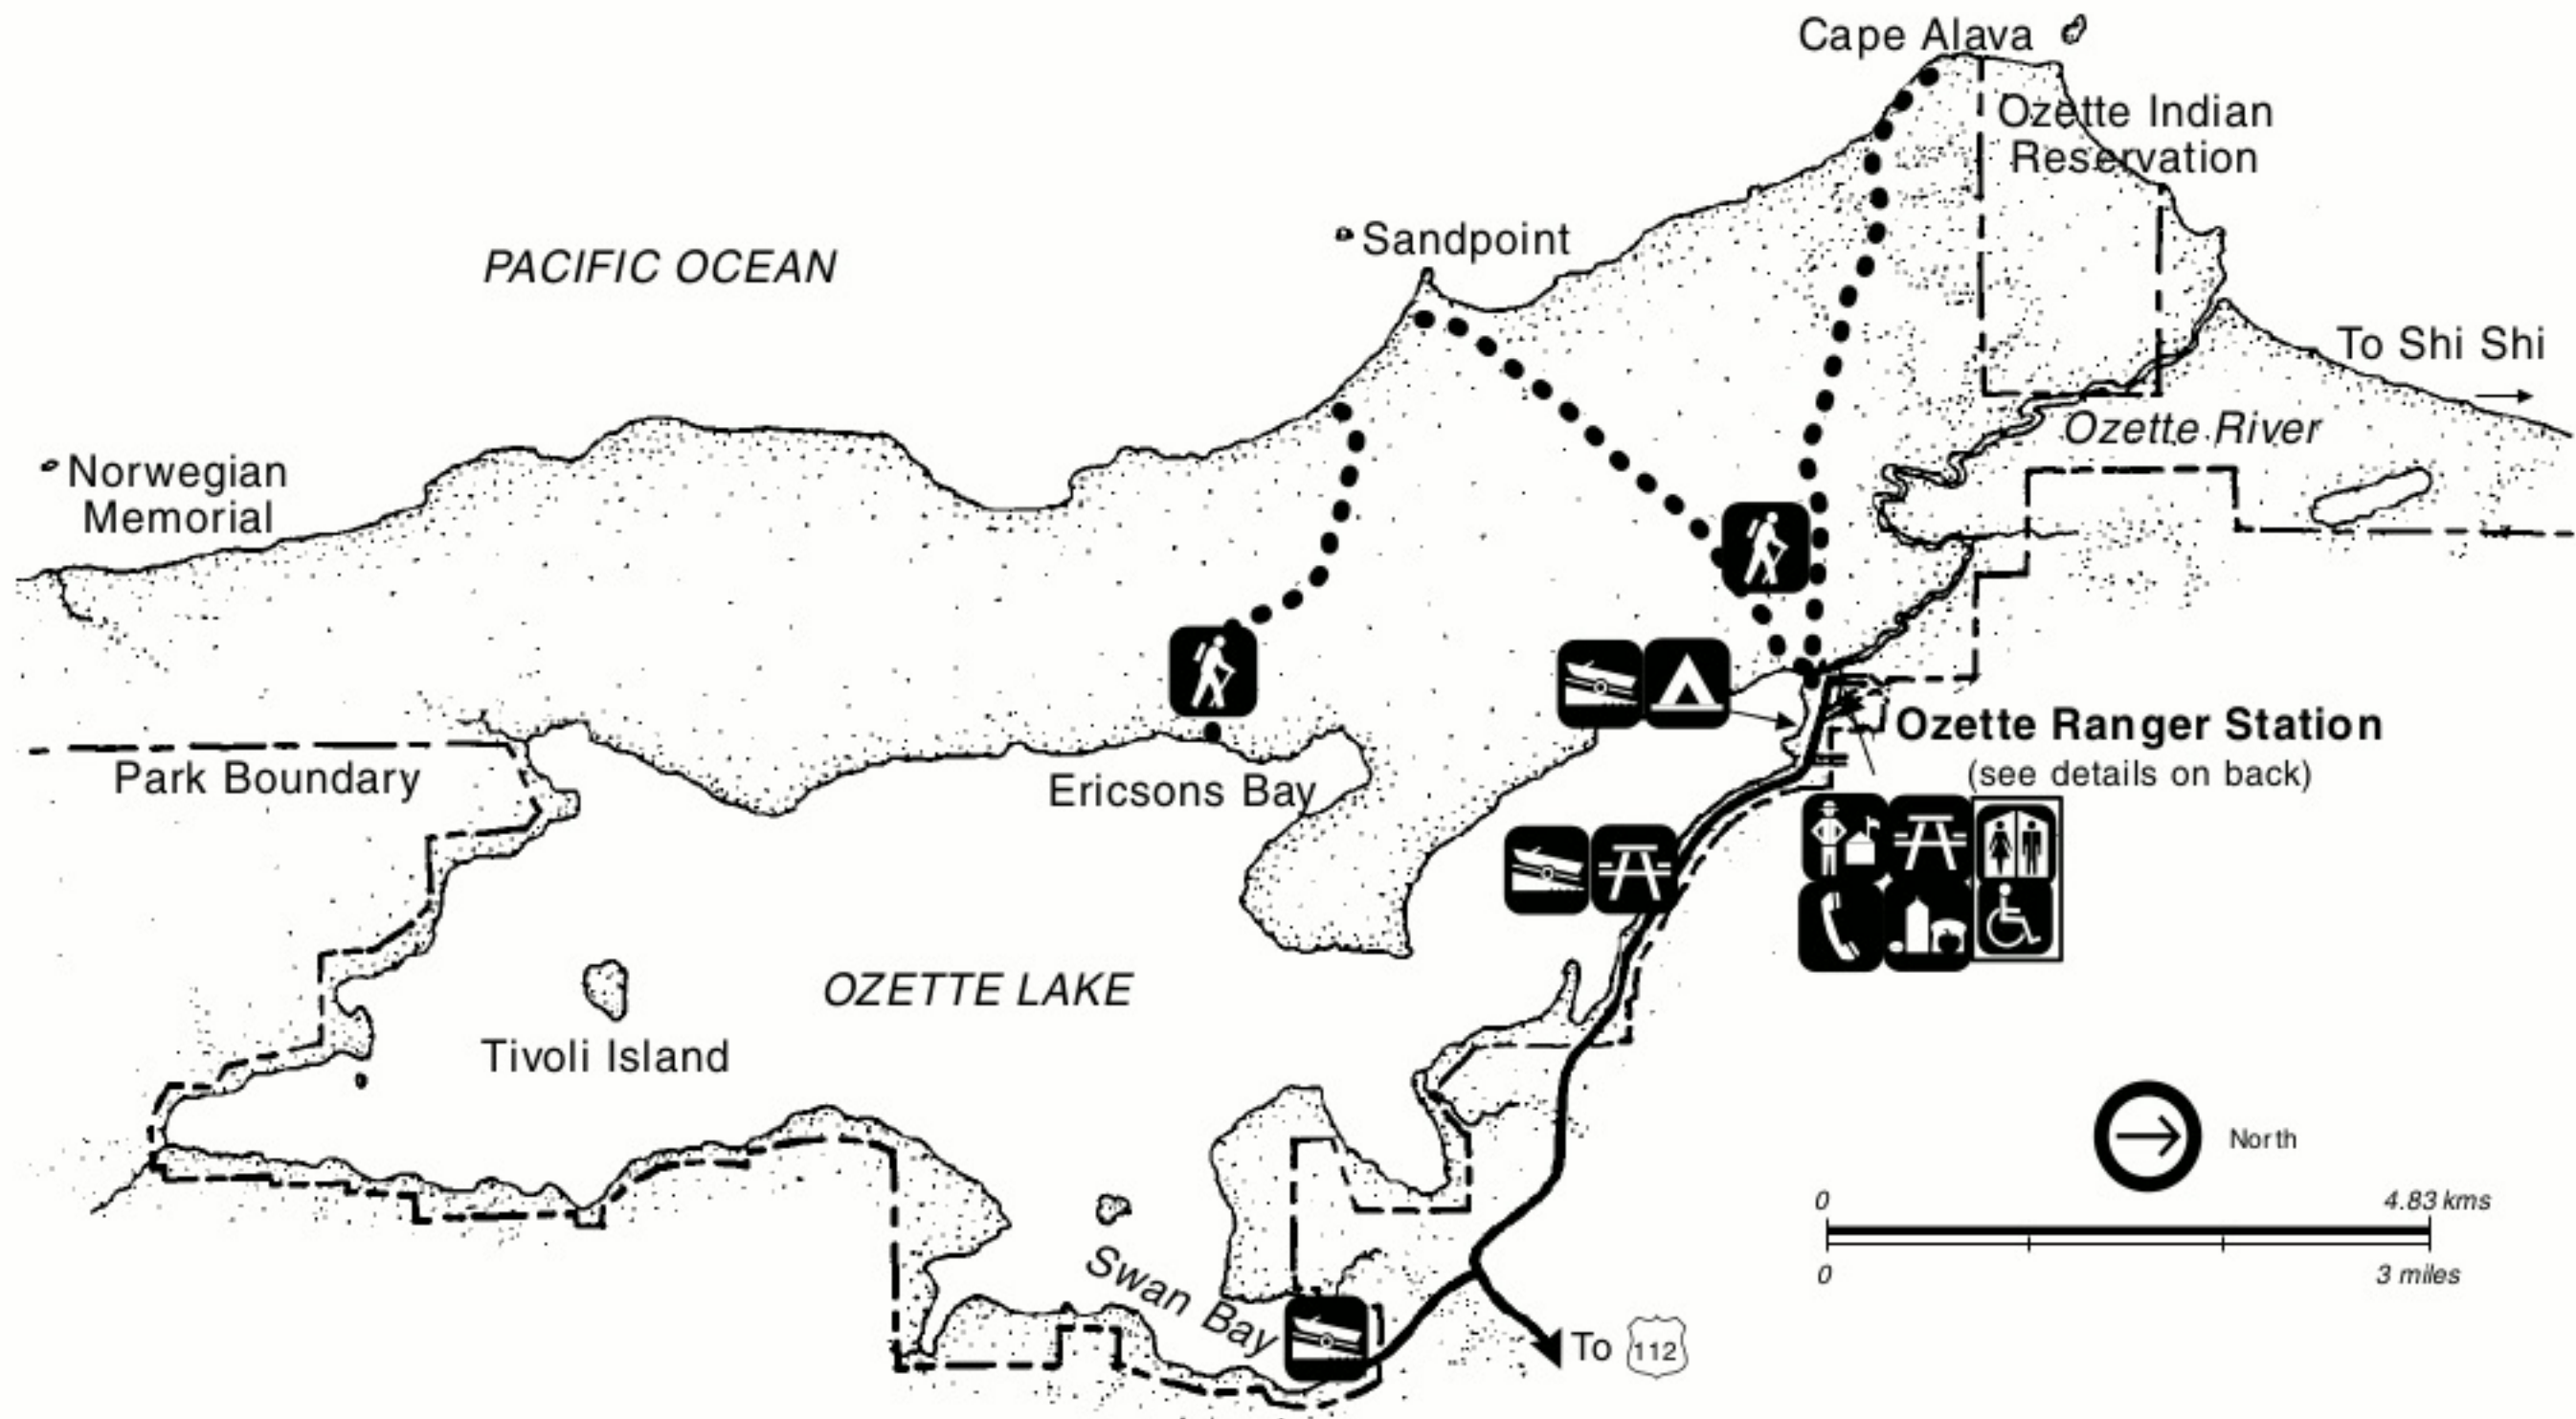 Cape Alava
Ozette Indian
Reservation
Sandpoint
PACIFIC OCEAN
To Shi Shi
Ozette River
Norwegian
Memorial
Ozette Ranger Station
(see details on back)
Park Boundary
Ericsons Bay
OZETTE LAKE
Tivoli Island
North
0
4.83 kms
0
3 miles
Swan Bay
To 112